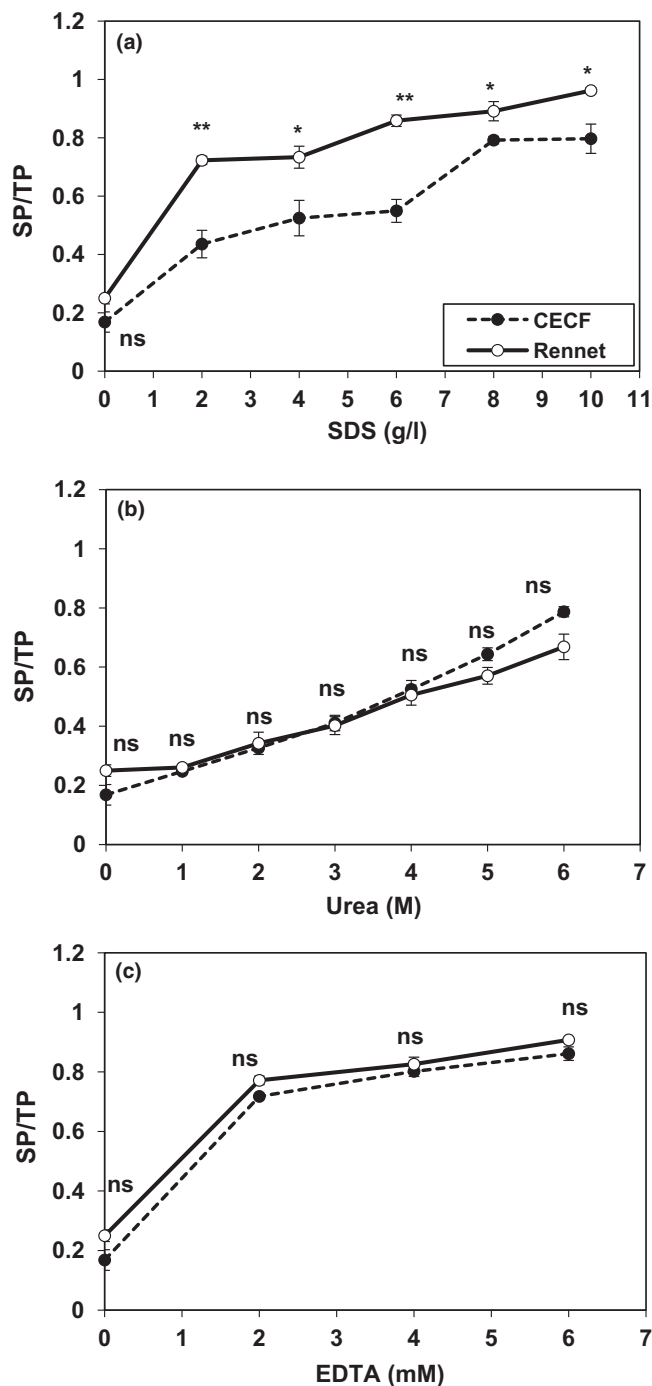 (a)
1.2
1
0.8
0.6
0.4
0.2
0
SP/TP
**
*
**
*
*
ns
CECF
Rennet
0 1 2 3 4 5 6 7 8 9 10 11
SDS (g/l)
(b)
1.2
1
0.8
0.6
0.4
0.2
0
SP/TP
ns
ns
ns
ns
ns
ns
ns
0 1 2 3 4 5 6 7
Urea (M)
(c)
1.2
1
0.8
0.6
0.4
0.2
0
SP/TP
ns
ns
ns
ns
0 1 2 3 4 5 6 7
EDTA (mM)